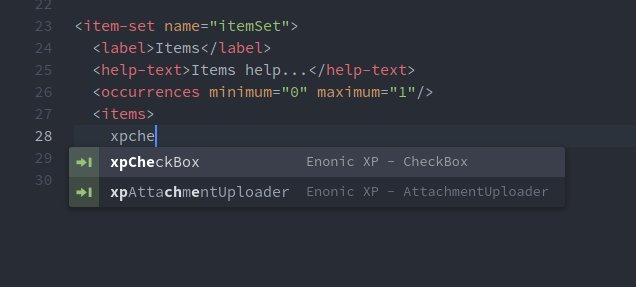 22
23 <item-set name="itemSet">
24 <label>Items</label>
25 <help-text>Items help...</help-text>
26 <occurrences minimum="0" maximum="1"/>
27 <items>
28 xpche
29 xpCheckBox Enonic XP – CheckBox
30 xpAttachmentUploader Enonic XP – AttachmentUploader